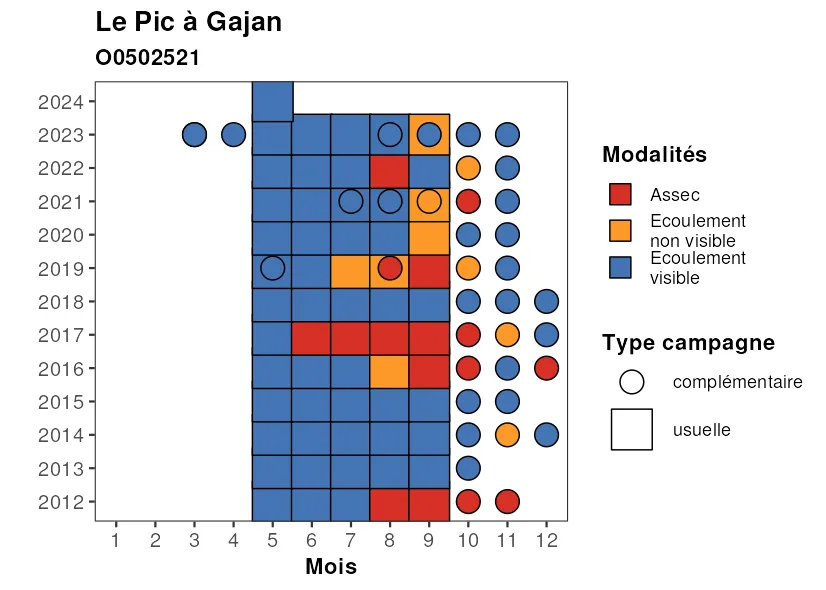 Le Pic à Gajan
O0502521
2024
2023
2022
2021
2020
2019
2018
2017
2016
2015
2014
2013
2012
1 2 3 4 5 6 7 8 9 10 11 12
Mois
Modalités
Assec
Ecoulement
non visible
Ecoulement
visible
Type campagne
complémentaire
usuelle